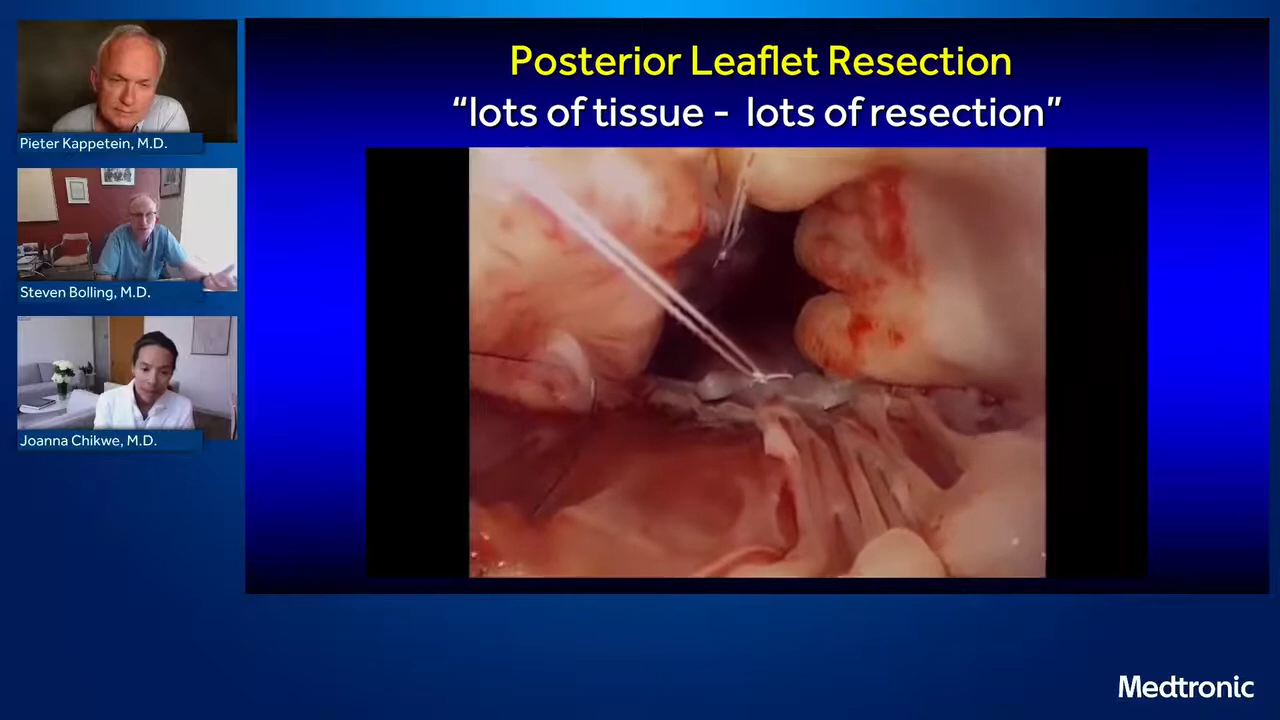 Posterior Leaflet Resection
“lots of tissue - lots of resection”
Pieter Kappetein, M.D.
Steven Bolling, M.D.
Joanna Chikwe, M.D.
Medtronic